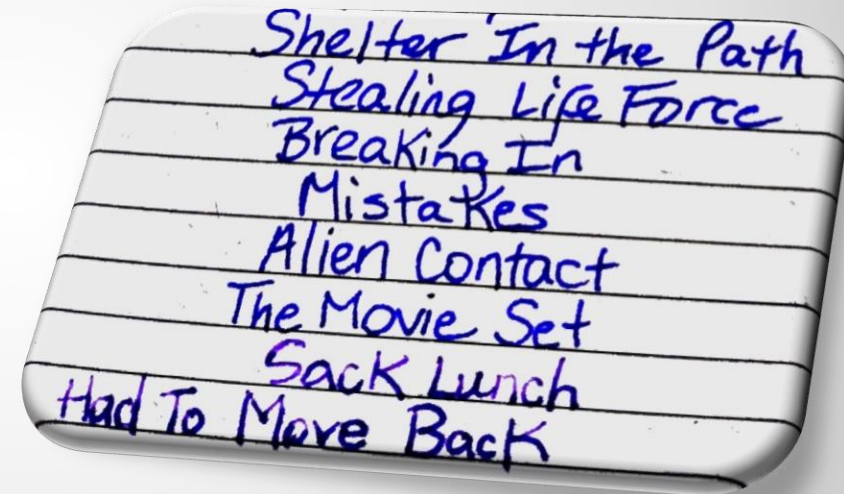 Shelter In the Path
Stealing Life Force
Breaking In
Mistakes
Alien Contact
The Movie Set
Sack Lunch
Had To Move Back